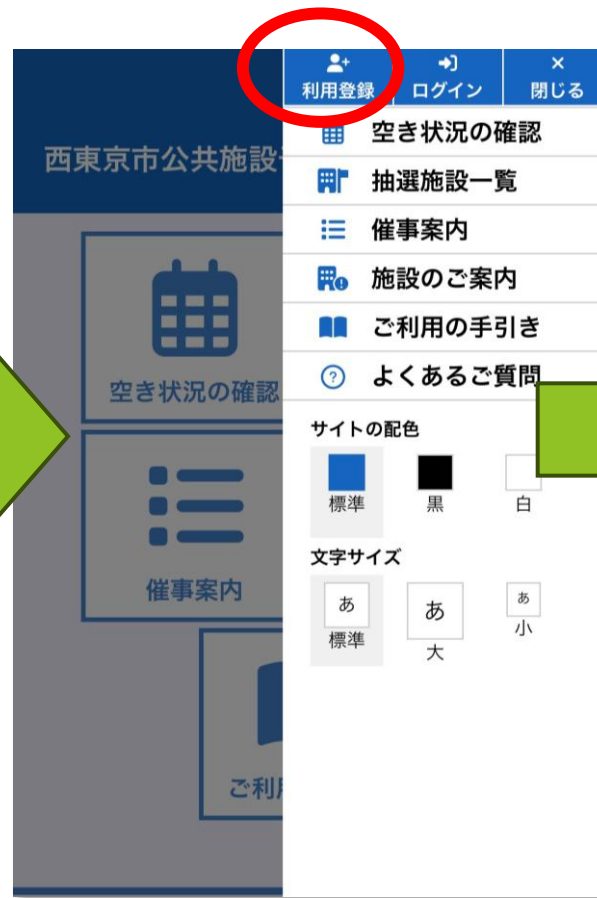 利用登録
ログイン
閉じる
西東京市公共施設
空き状況の確認
抽選施設一覧
催事案内
施設のご案内
ご利用の手引き
よくあるご質問
サイトの配色
標準
黒
白
文字サイズ
あ
標準
あ
大
あ
小
空き状況の確認
催事案内
ご利